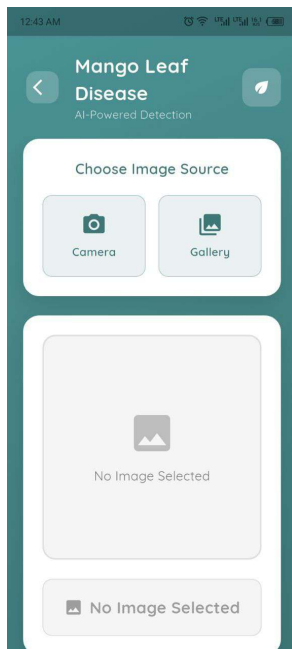 12:43 AM
Mango Leaf
Disease
AI-Powered Detection
Choose Image Source
Camera
Gallery
No Image Selected
No Image Selected